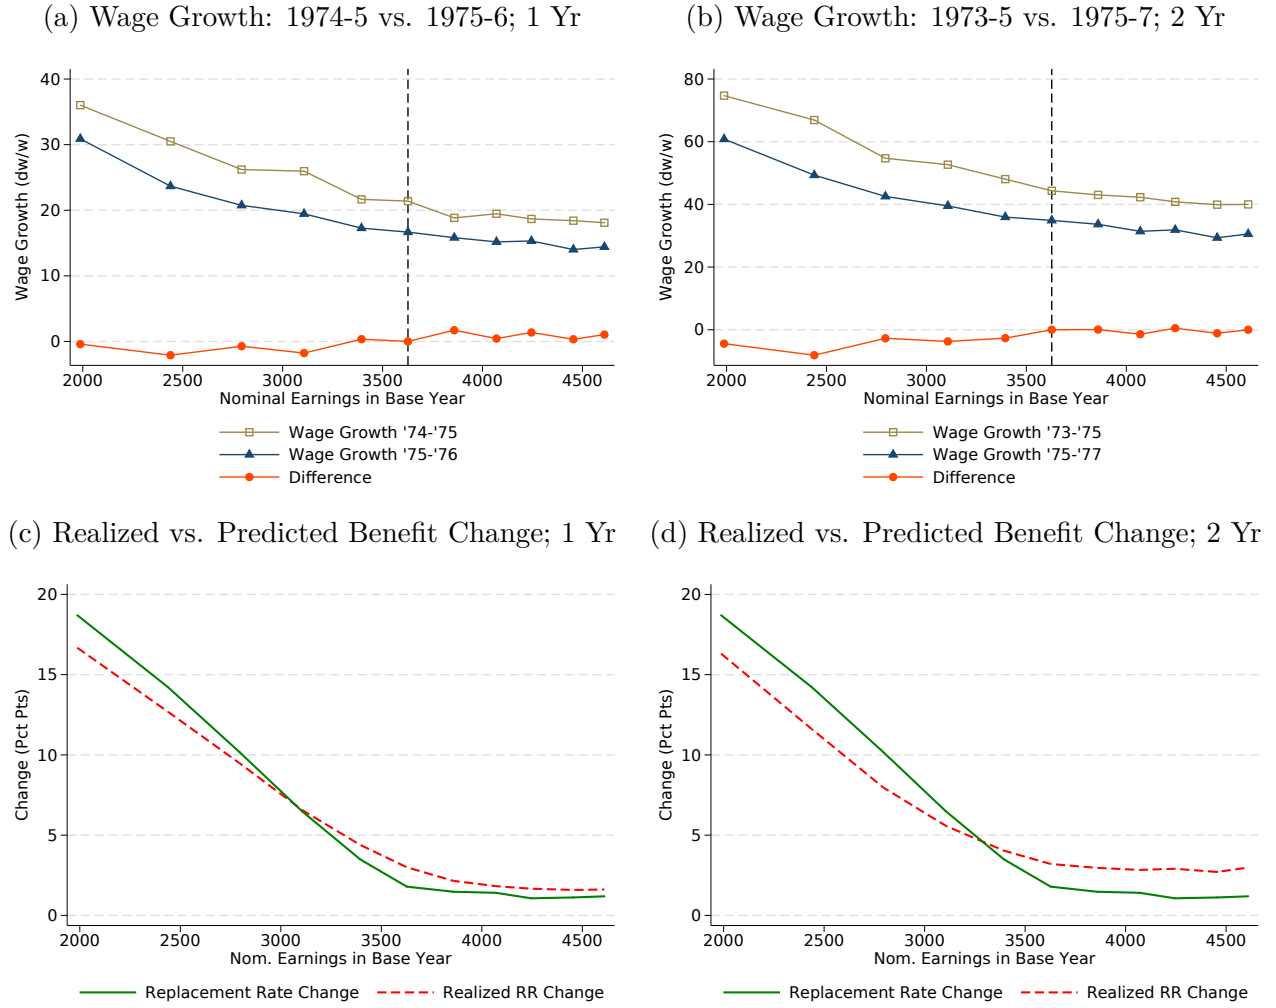 (a) Wage Growth: 1974-5 vs. 1975-6; 1 Yr
Wage Growth (dw/w)
40
30
20
10
0
2000 2500 3000 3500 4000 4500
Nominal Earnings in Base Year
Wage Growth '74-'75
Wage Growth '75-'76
Difference
(b) Wage Growth: 1973-5 vs. 1975-7; 2 Yr
Wage Growth (dw/w)
80
60
40
20
0
2000 2500 3000 3500 4000 4500
Nominal Earnings in Base Year
Wage Growth '73-'75
Wage Growth '75-'77
Difference
(c) Realized vs. Predicted Benefit Change; 1 Yr
Change (Pct Pts)
20
15
10
5
0
2000 2500 3000 3500 4000 4500
Nom. Earnings in Base Year
Replacement Rate Change Realized RR Change
(d) Realized vs. Predicted Benefit Change; 2 Yr
Change (Pct Pts)
20
15
10
5
0
2000 2500 3000 3500 4000 4500
Nom. Earnings in Base Year
Replacement Rate Change Realized RR Change